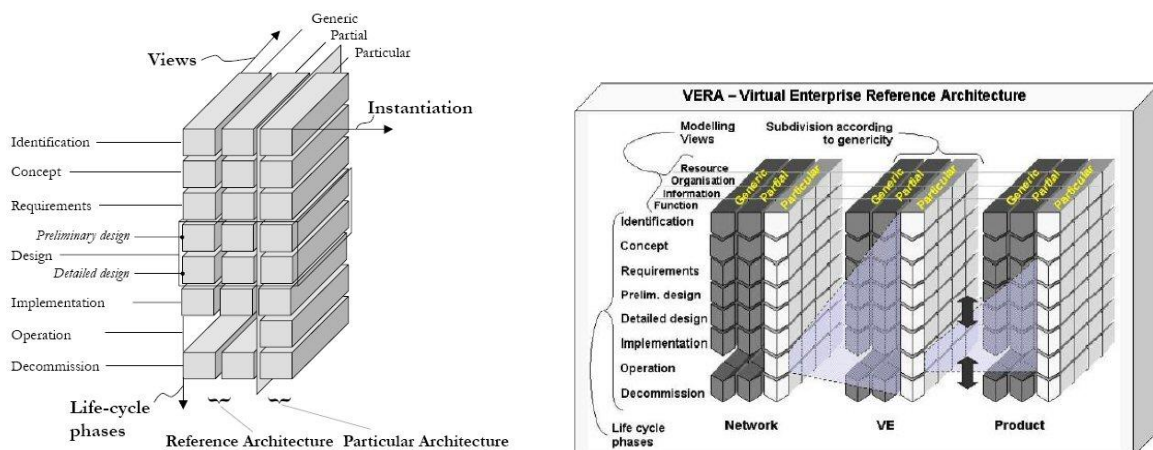 Generic
Partial
Particular
Views
Instantiation
Identification
Concept
Requirements
Preliminary design
Design
Detailed design
Implementation
Operation
Decommission
Life-cycle
phases
Reference Architecture
Particular Architecture
VERA – Virtual Enterprise Reference Architecture
Modelling
Views
Subdivision according
to genericity
Resource
Organisation
Information
Function
Generic
Partial
Particular
Generic
Partial
Particular
Generic
Partial
Particular
Identification
Concept
Requirements
Prelim. design
Detailed design
Implementation
Operation
Decommission
Life cycle
phases
Network
VE
Product